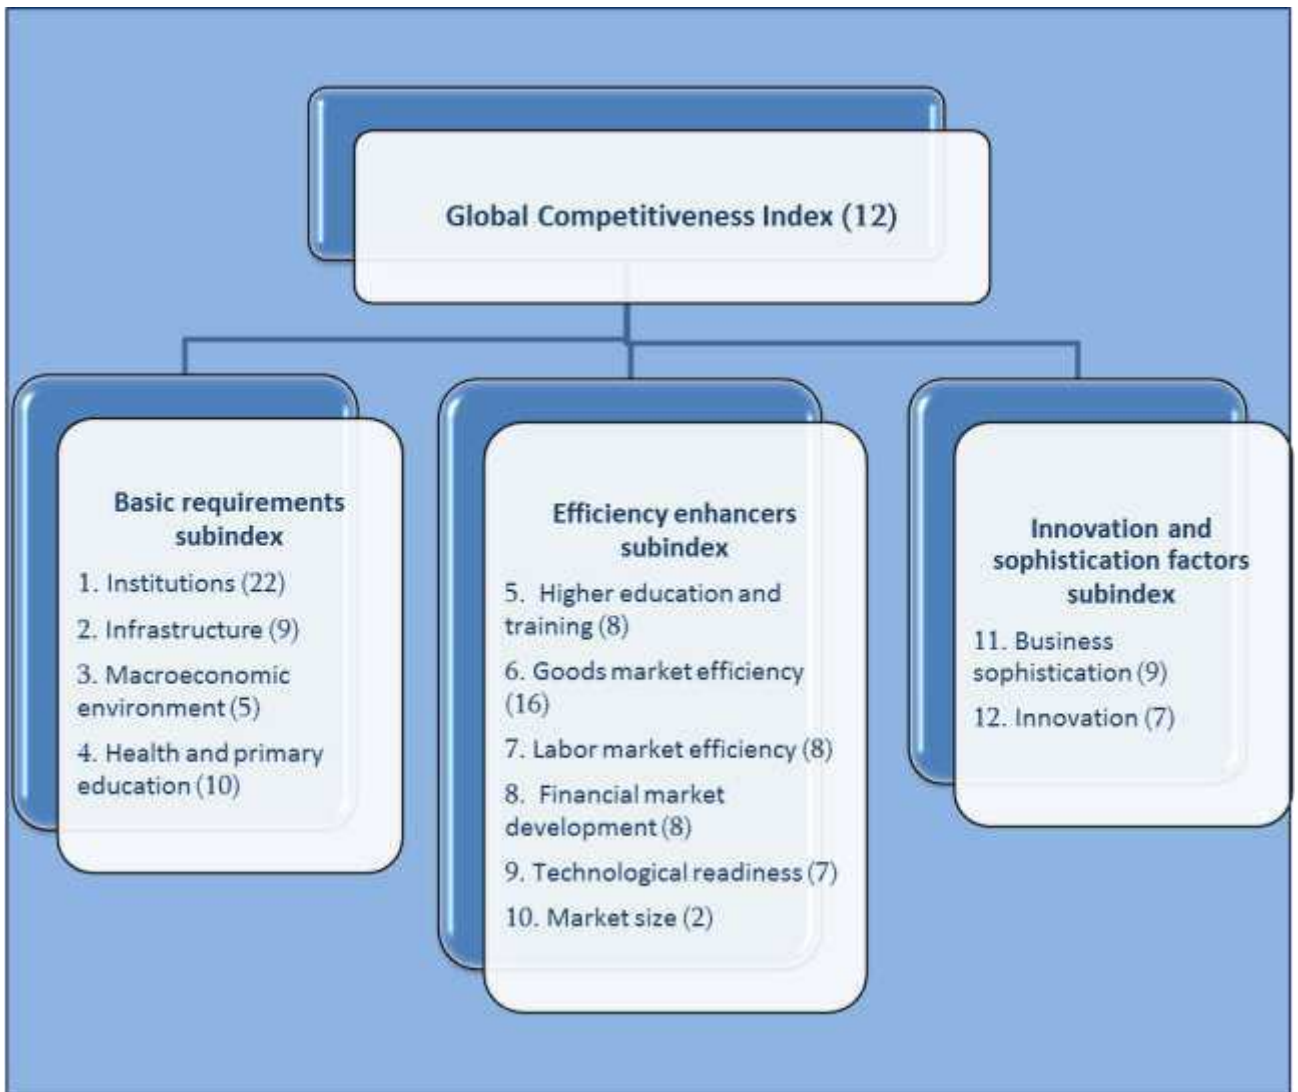 Global Competitiveness Index (12)
Basic requirements
subindex
1. Institutions (22)
2. Infrastructure (9)
3. Macroeconomic
environment (5)
4. Health and primary
education (10)
Efficiency enhancers
subindex
5. Higher education and
training (8)
6. Goods market efficiency
(16)
7. Labor market efficiency (8)
8. Financial market
development (8)
9. Technological readiness (7)
10. Market size (2)
Innovation and
sophistication factors
subindex
11. Business
sophistication (9)
12. Innovation (7)